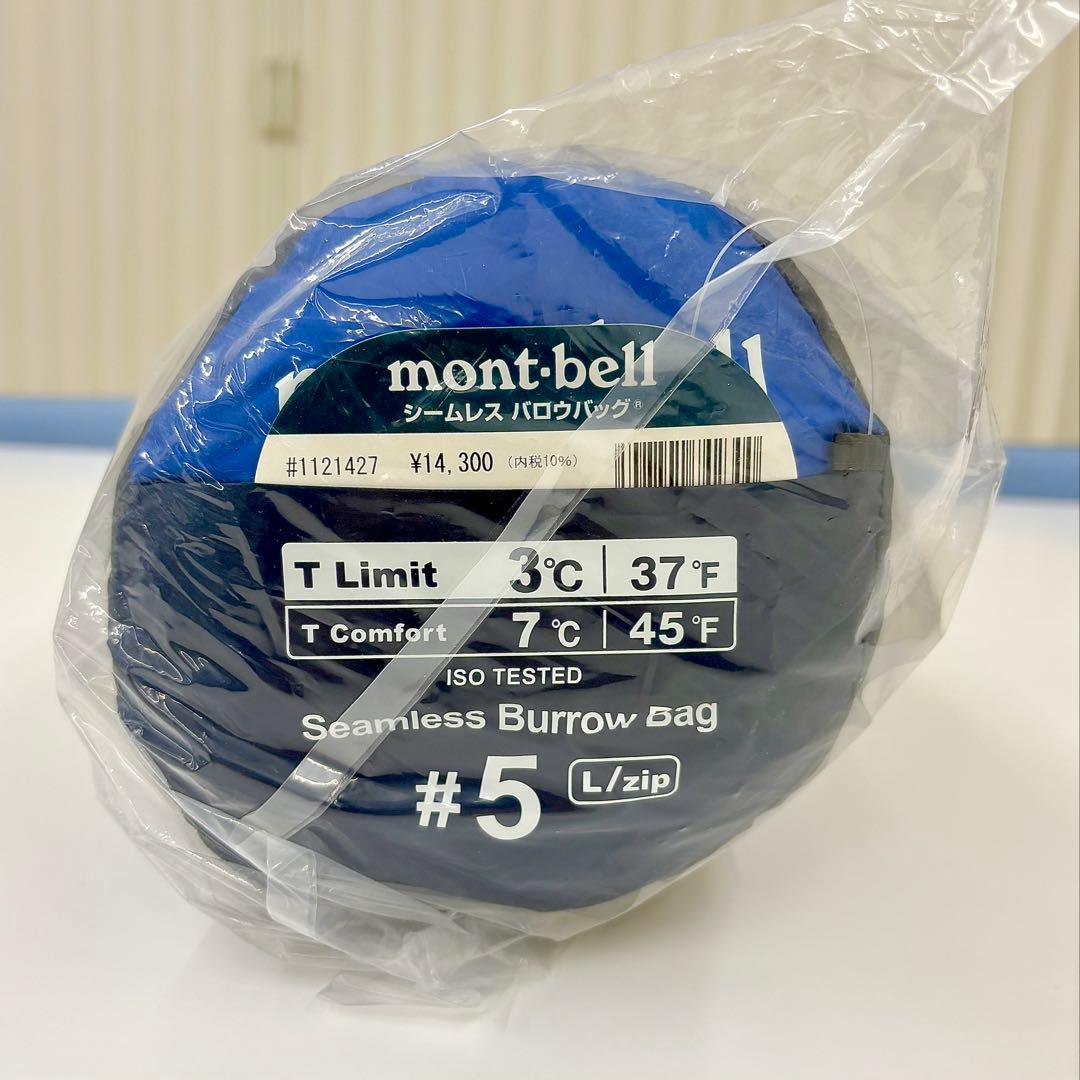 mont·bell
シームレス バロウバッグ®
#1121427 ¥14,300 (内税10%)
T Limit 3℃ 37°F
T Comfort 7℃ 45°F
ISO TESTED
Seamless Burrow Bag
#5 L/zip